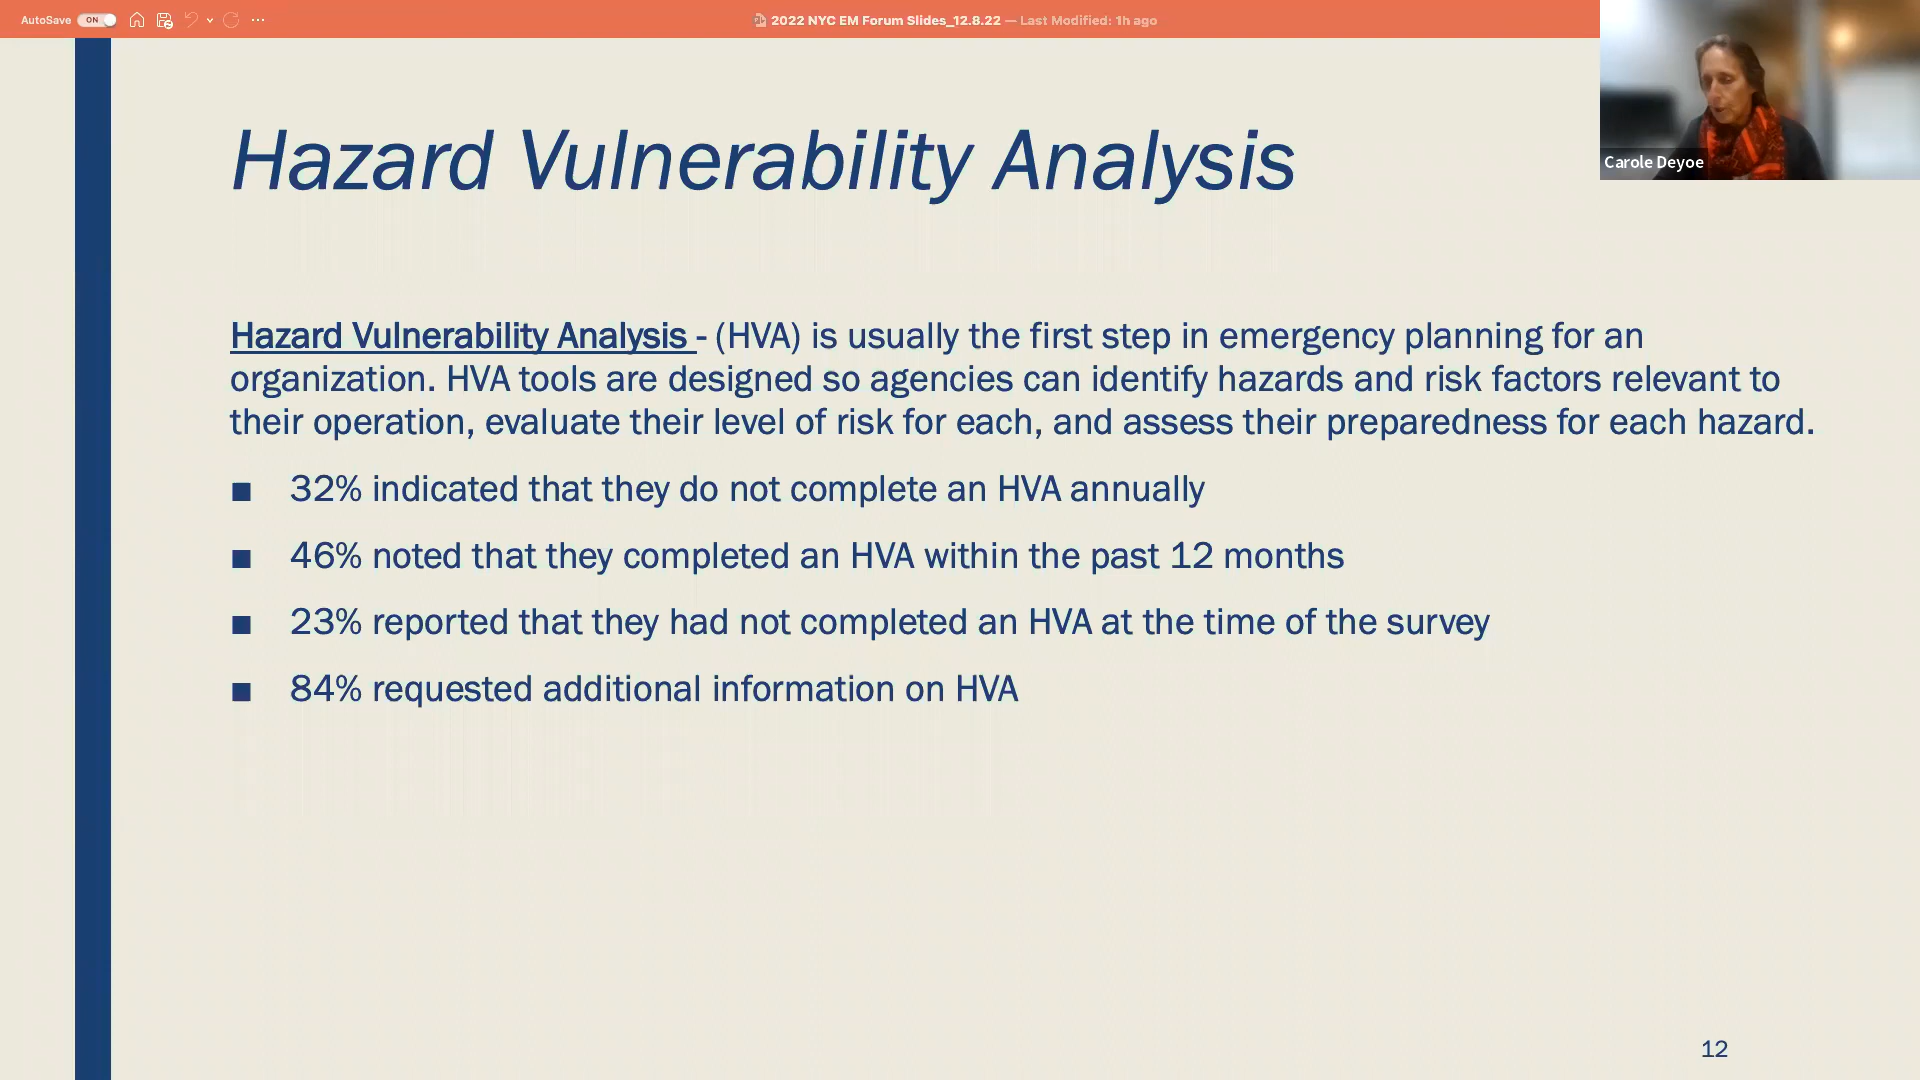 AutoSave ON
2022 NYC EM Forum Slides_12.8.22 — Last Modified: 1h ago
Carole Deyoe
Hazard Vulnerability Analysis
Hazard Vulnerability Analysis - (HVA) is usually the first step in emergency planning for an
organization. HVA tools are designed so agencies can identify hazards and risk factors relevant to
their operation, evaluate their level of risk for each, and assess their preparedness for each hazard.
■ 32% indicated that they do not complete an HVA annually
■ 46% noted that they completed an HVA within the past 12 months
■ 23% reported that they had not completed an HVA at the time of the survey
■ 84% requested additional information on HVA
12